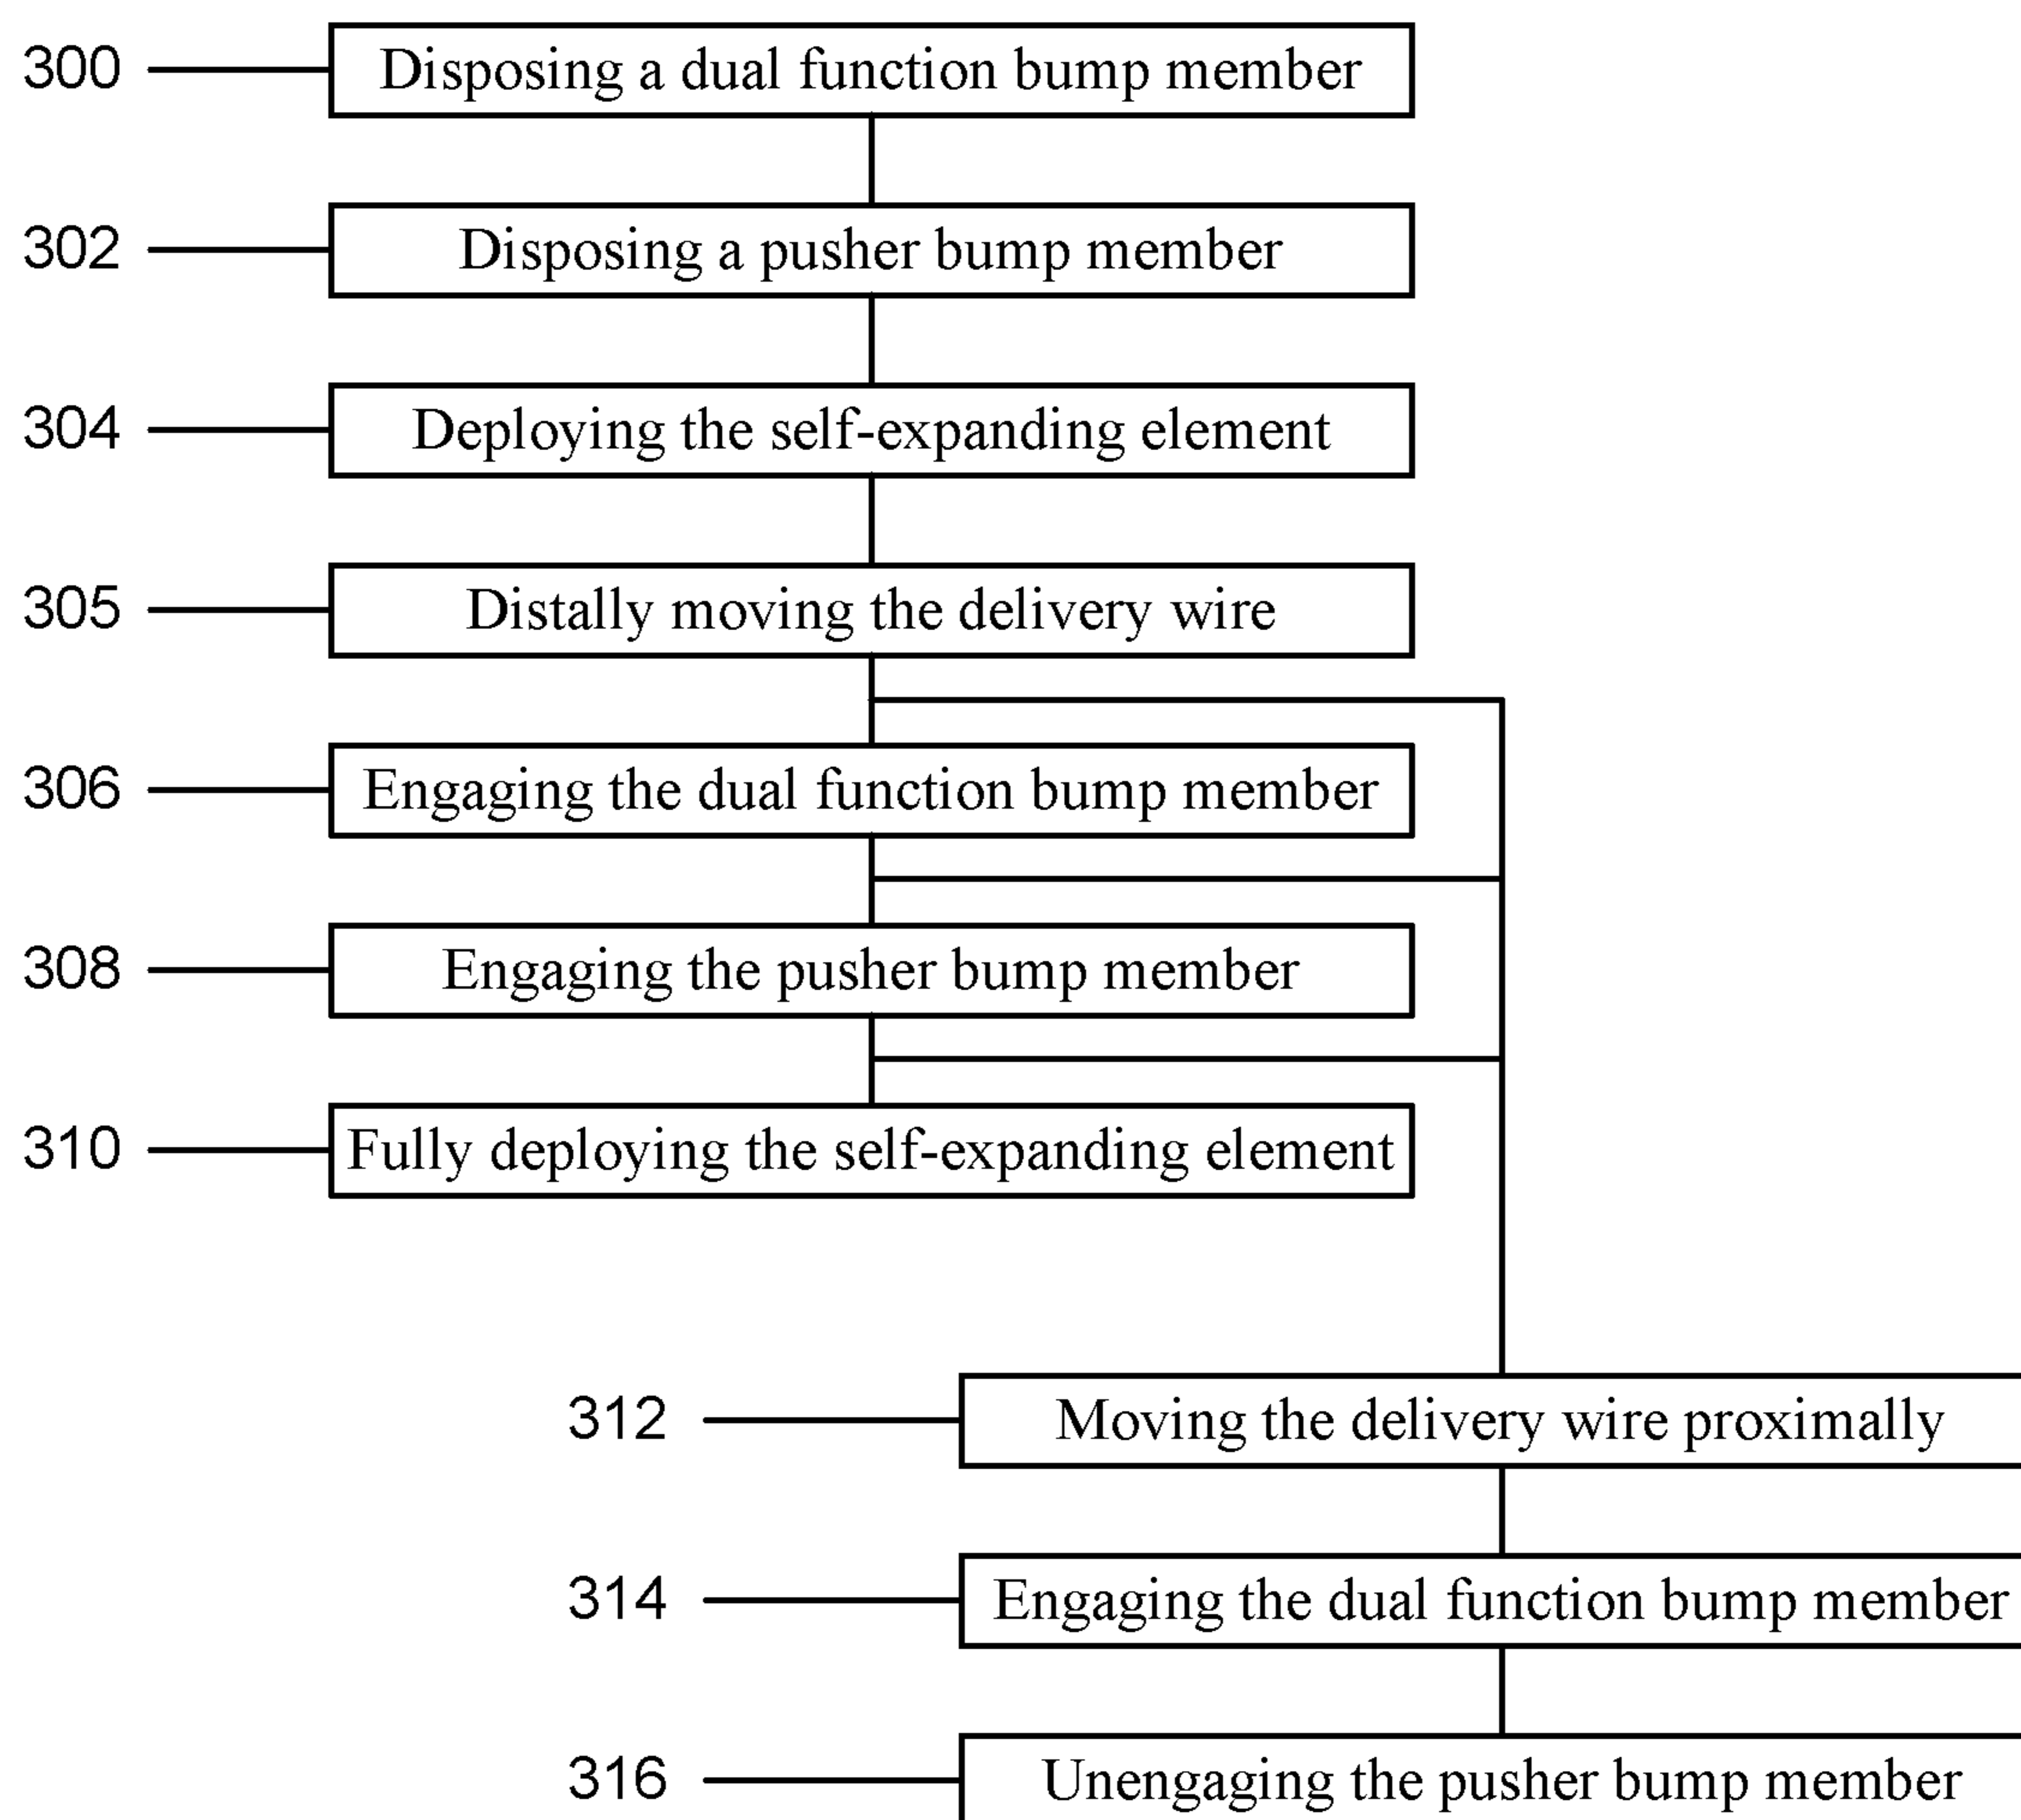 300 Disposing a dual function bump member
302 Disposing a pusher bump member
304 Deploying the self-expanding element
305 Distally moving the delivery wire
306 Engaging the dual function bump member
308 Engaging the pusher bump member
310 Fully deploying the self-expanding element
312 Moving the delivery wire proximally
314 Engaging the dual function bump member
316 Unengaging the pusher bump member